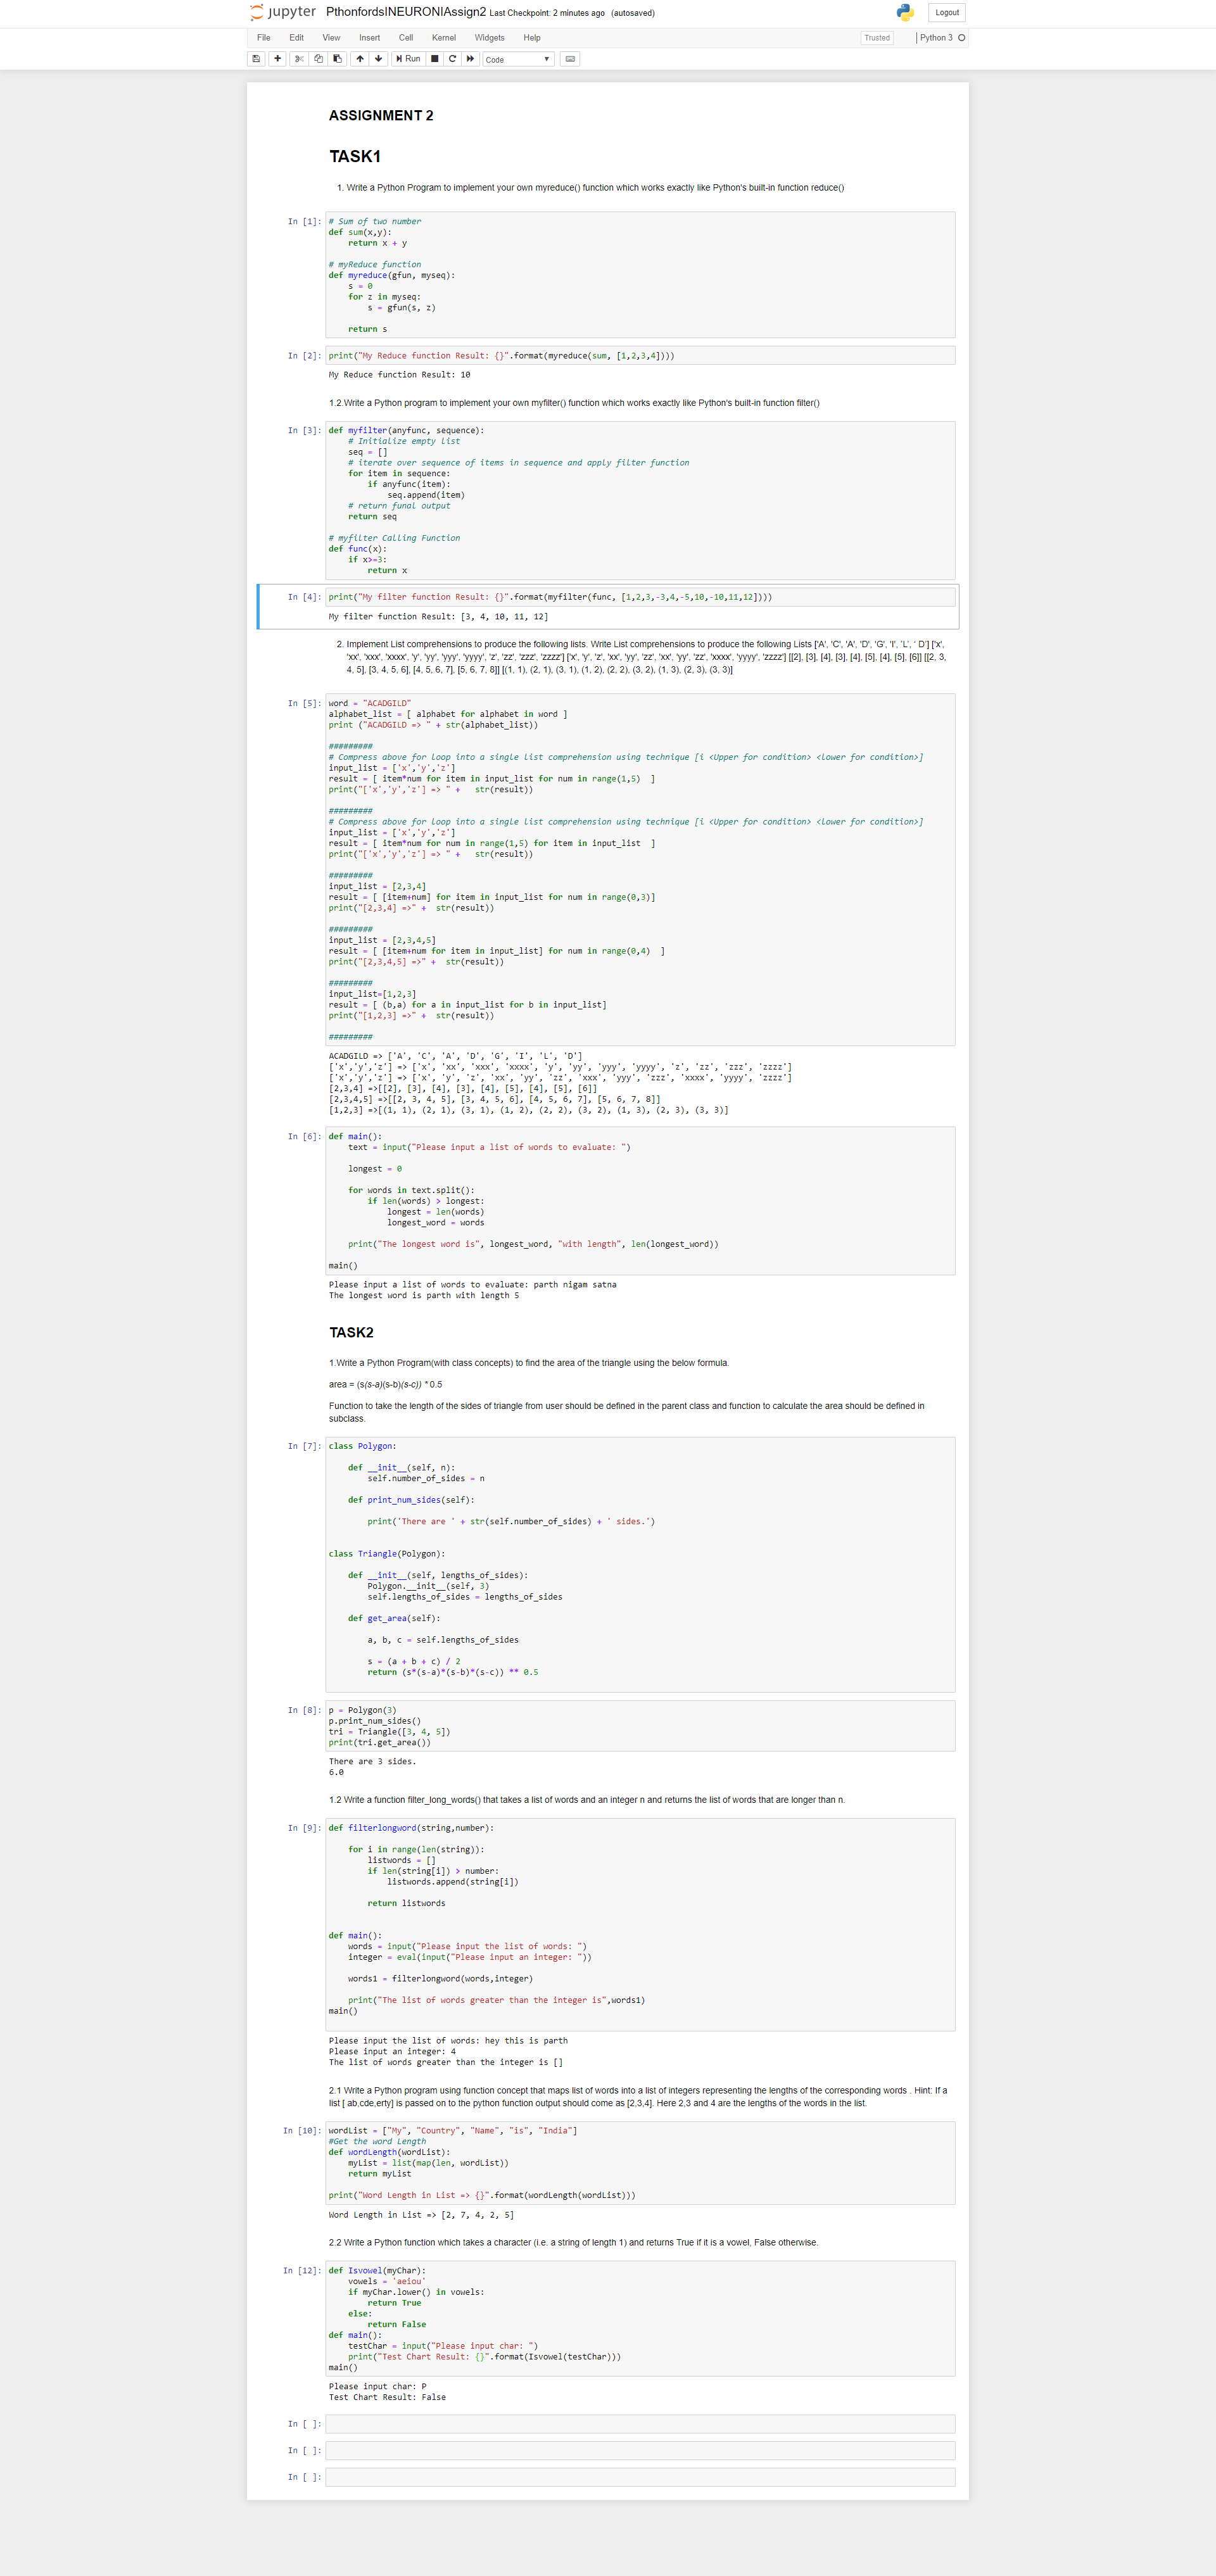 jupyter PthonfordsINEURONIAssign2 Last Checkpoint: 2 minutes ago (autosaved)
Logout
File Edit View Insert Cell Kernel Widgets Help
Trusted Python 3
Run Code
ASSIGNMENT 2
TASK1
1. Write a Python Program to implement your own myreduce() function which works exactly like Python's built-in function reduce()
In [1]: # Sum of two number
def sum(x,y):
    return x + y

# myReduce function
def myreduce(gfun, myseq):
    s = 0
    for z in myseq:
        s = gfun(s, z)

    return s
In [2]: print("My Reduce function Result: {}".format(myreduce(sum, [1,2,3,4])))
My Reduce function Result: 10
1.2.Write a Python program to implement your own myfilter() function which works exactly like Python's built-in function filter()
In [3]: def myfilter(anyfunc, sequence):
    # Initialize empty list
    seq = []
    # iterate over sequence of items in sequence and apply filter function
    for item in sequence:
        if anyfunc(item):
            seq.append(item)
    # return funal output
    return seq

# myfilter Calling Function
def func(x):
    if x>=3:
        return x
In [4]: print("My filter function Result: {}".format(myfilter(func, [1,2,3,-3,4,-5,10,-10,11,12])))
My filter function Result: [3, 4, 10, 11, 12]
2. Implement List comprehensions to produce the following lists. Write List comprehensions to produce the following Lists ['A', 'C', 'A', 'D', 'G', 'I', 'L', ' D'] ['x',
'xx', 'xxx', 'xxxx', 'y', 'yy', 'yyy', 'yyyy', 'z', 'zz', 'zzz', 'zzzz'] ['x', 'y', 'z', 'xx', 'yy', 'zz', 'xx', 'yy', 'zz', 'xxxx', 'yyyy', 'zzzz'] [[2], [3], [4], [3], [4], [5], [4], [5], [6]] [[2, 3,
4, 5], [3, 4, 5, 6], [4, 5, 6, 7], [5, 6, 7, 8]] [(1, 1), (2, 1), (3, 1), (1, 2), (2, 2), (3, 2), (1, 3), (2, 3), (3, 3)]
In [5]: word = "ACADGILD"
alphabet_list = [ alphabet for alphabet in word ]
print ("ACADGILD => " + str(alphabet_list))

#########
# Compress above for loop into a single list comprehension using technique [i <Upper for condition> <lower for condition>]
input_list = ['x','y','z']
result = [ item*num for item in input_list for num in range(1,5)  ]
print("['x','y','z'] => " +   str(result))

#########
# Compress above for loop into a single list comprehension using technique [i <Upper for condition> <lower for condition>]
input_list = ['x','y','z']
result = [ item*num for num in range(1,5) for item in input_list  ]
print("['x','y','z'] => " +   str(result))

#########
input_list = [2,3,4]
result = [ [item+num] for item in input_list for num in range(0,3)]
print("[2,3,4] =>" +  str(result))

#########
input_list = [2,3,4,5]
result = [ [item+num for item in input_list] for num in range(0,4)  ]
print("[2,3,4,5] =>" +  str(result))

#########
input_list=[1,2,3]
result = [ (b,a) for a in input_list for b in input_list]
print("[1,2,3] =>" +  str(result))

#########
ACADGILD => ['A', 'C', 'A', 'D', 'G', 'I', 'L', 'D']
['x','y','z'] => ['x', 'xx', 'xxx', 'xxxx', 'y', 'yy', 'yyy', 'yyyy', 'z', 'zz', 'zzz', 'zzzz']
['x','y','z'] => ['x', 'y', 'z', 'xx', 'yy', 'zz', 'xxx', 'yyy', 'zzz', 'xxxx', 'yyyy', 'zzzz']
[2,3,4] =>[[2], [3], [4], [3], [4], [5], [4], [5], [6]]
[2,3,4,5] =>[[2, 3, 4, 5], [3, 4, 5, 6], [4, 5, 6, 7], [5, 6, 7, 8]]
[1,2,3] =>[(1, 1), (2, 1), (3, 1), (1, 2), (2, 2), (3, 2), (1, 3), (2, 3), (3, 3)]
In [6]: def main():
    text = input("Please input a list of words to evaluate: ")

    longest = 0

    for words in text.split():
        if len(words) > longest:
            longest = len(words)
            longest_word = words

    print("The longest word is", longest_word, "with length", len(longest_word))

main()
Please input a list of words to evaluate: parth nigam satna
The longest word is parth with length 5
TASK2
1.Write a Python Program(with class concepts) to find the area of the triangle using the below formula.
area = (s(s-a)(s-b)(s-c)) * 0.5
Function to take the length of the sides of triangle from user should be defined in the parent class and function to calculate the area should be defined in
subclass.
In [7]: class Polygon:

    def __init__(self, n):
        self.number_of_sides = n

    def print_num_sides(self):

        print('There are ' + str(self.number_of_sides) + ' sides.')


class Triangle(Polygon):

    def __init__(self, lengths_of_sides):
        Polygon.__init__(self, 3)
        self.lengths_of_sides = lengths_of_sides

    def get_area(self):

        a, b, c = self.lengths_of_sides

        s = (a + b + c) / 2
        return (s*(s-a)*(s-b)*(s-c)) ** 0.5
In [8]: p = Polygon(3)
p.print_num_sides()
tri = Triangle([3, 4, 5])
print(tri.get_area())
There are 3 sides.
6.0
1.2 Write a function filter_long_words() that takes a list of words and an integer n and returns the list of words that are longer than n.
In [9]: def filterlongword(string,number):

    for i in range(len(string)):
        listwords = []
        if len(string[i]) > number:
            listwords.append(string[i])

        return listwords


def main():
    words = input("Please input the list of words: ")
    integer = eval(input("Please input an integer: "))

    words1 = filterlongword(words,integer)

    print("The list of words greater than the integer is",words1)
main()
Please input the list of words: hey this is parth
Please input an integer: 4
The list of words greater than the integer is []
2.1 Write a Python program using function concept that maps list of words into a list of integers representing the lengths of the corresponding words . Hint: If a
list [ ab,cde,erty] is passed on to the python function output should come as [2,3,4]. Here 2,3 and 4 are the lengths of the words in the list.
In [10]: wordList = ["My", "Country", "Name", "is", "India"]
#Get the word Length
def wordLength(wordList):
    myList = list(map(len, wordList))
    return myList

print("Word Length in List => {}".format(wordLength(wordList)))
Word Length in List => [2, 7, 4, 2, 5]
2.2 Write a Python function which takes a character (i.e. a string of length 1) and returns True if it is a vowel, False otherwise.
In [12]: def Isvowel(myChar):
    vowels = 'aeiou'
    if myChar.lower() in vowels:
        return True
    else:
        return False
def main():
    testChar = input("Please input char: ")
    print("Test Chart Result: {}".format(Isvowel(testChar)))
main()
Please input char: P
Test Chart Result: False
In [ ]:
In [ ]:
In [ ]: